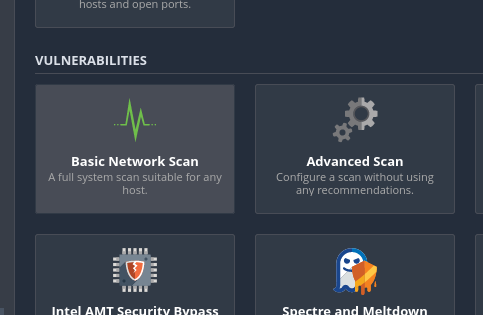 hosts and open ports.
VULNERABILITIES
Basic Network Scan
A full system scan suitable for any
host.
Advanced Scan
Configure a scan without using
any recommendations.
Intel AMT Security Bypass
Spectre and Meltdown